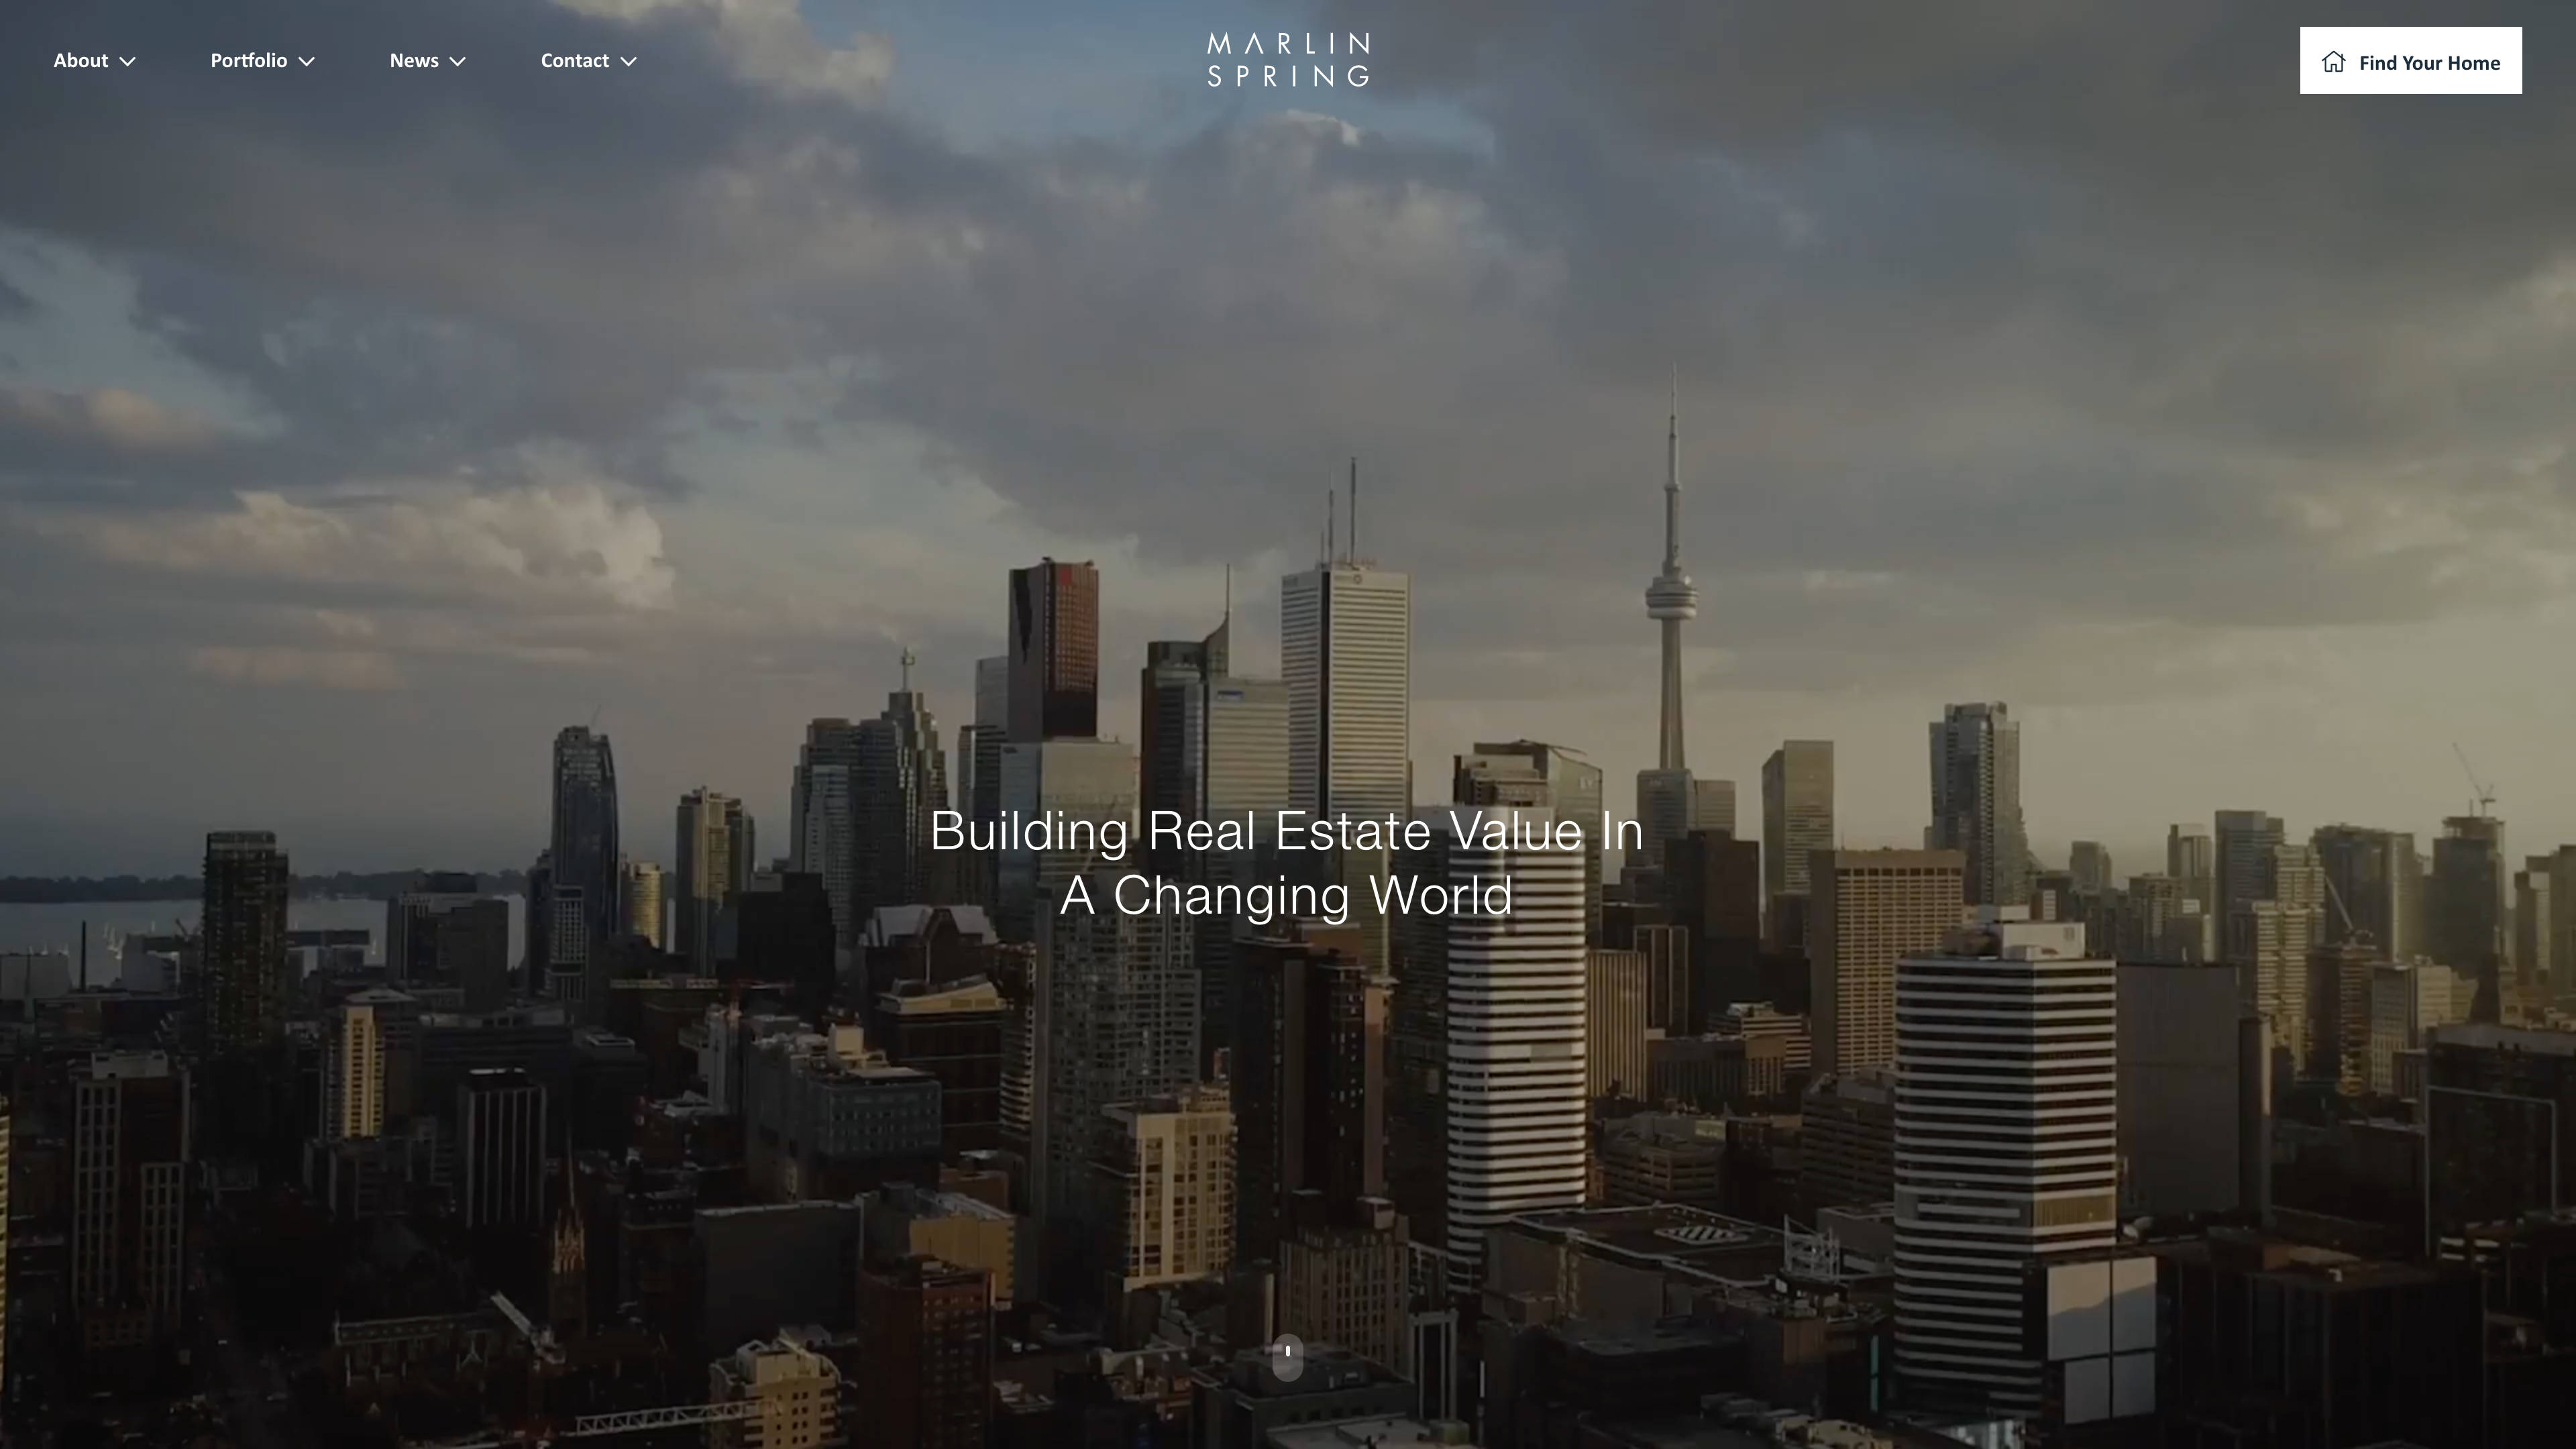 About
Portfolio
News
Contact
MARLIN
SPRING
Find Your Home
Building Real Estate Value In
A Changing World